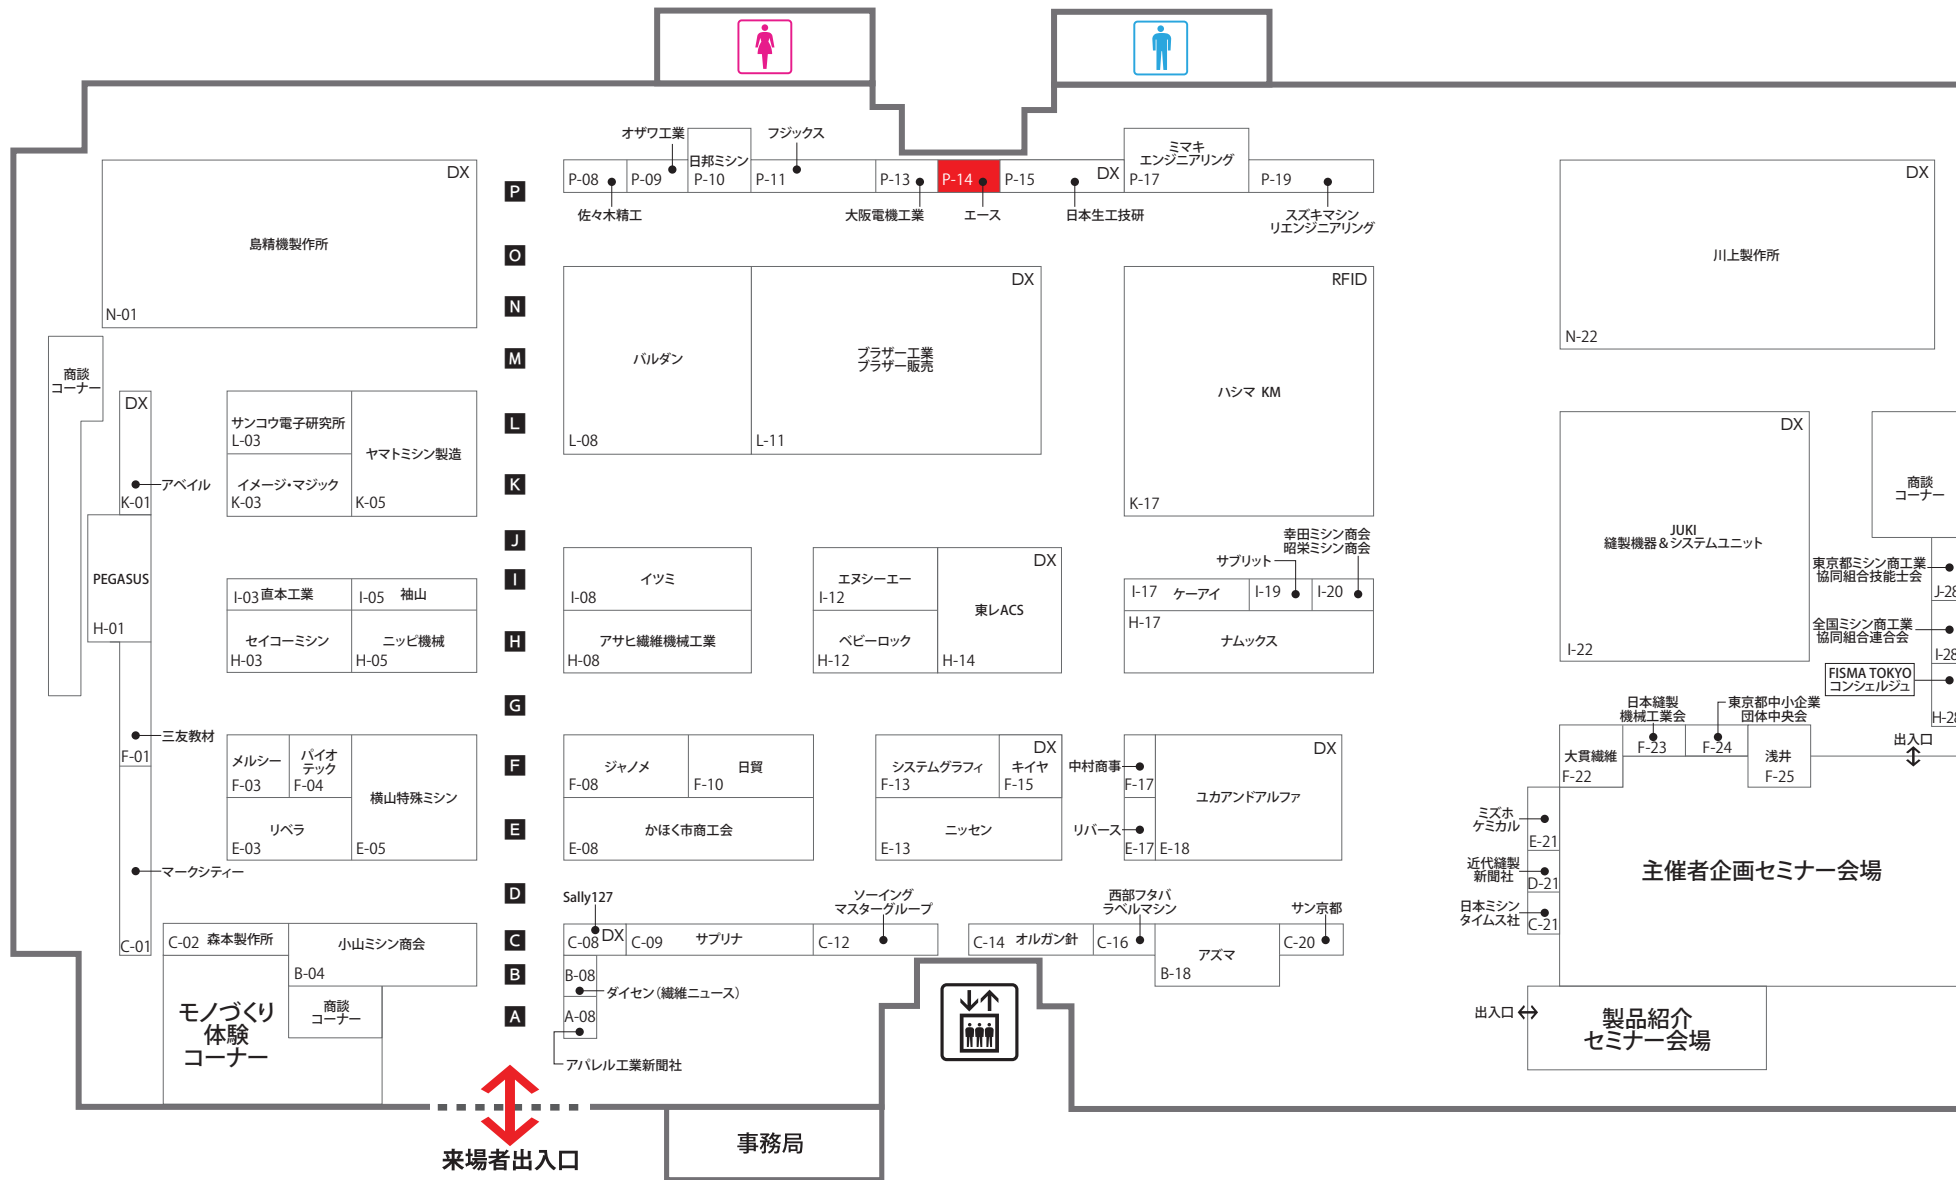 オザワ工業
フジックス
日邦ミシン
ミマキ
エンジニアリング
P
P-08
P-09
P-10
P-11
P-13
P-14
P-15
DX
P-17
P-19
佐々木精工
大阪電機工業
エース
日本生工技研
スズキマシン
リエンジニアリング
DX
島精機製作所
N-01
O
N
M
L
K
J
I
H
G
F
E
D
C
B
A
バルダン
L-08
DX
ブラザー工業
ブラザー販売
L-11
RFID
ハシマ KM
K-17
DX
川上製作所
N-22
商談
コーナー
DX
アベイル
K-01
サンコウ電子研究所
L-03
イメージ・マジック
K-03
ヤマトミシン製造
K-05
DX
JUKI
縫製機器&システムユニット
I-22
商談
コーナー
PEGASUS
H-01
I-03 直本工業
I-05 袖山
セイコーミシン
H-03
ニッピ機械
H-05
イツミ
I-08
アサヒ繊維機械工業
H-08
エヌシーエー
I-12
ベビーロック
H-12
DX
東レACS
H-14
幸田ミシン商会
昭栄ミシン商会
サブリット
I-17 ケーアイ
I-19
I-20
H-17
ナムックス
東京都ミシン商工業
協同組合技能士会
J-28
全国ミシン商工業
協同組合連合会
I-28
FISMA TOKYO
コンシェルジュ
H-28
三友教材
F-01
メルシー
F-03
パイオ
テック
F-04
横山特殊ミシン
E-05
リベラ
E-03
ジャノメ
F-08
日貿
F-10
かほく市商工会
E-08
システムグラフィ
F-13
DX
キイヤ
F-15
ニッセン
E-13
中村商事
F-17
リバース
E-17
DX
ユカアンドアルファ
E-18
日本縫製
機械工業会
東京都中小企業
団体中央会
大貫繊維
F-22
F-23
F-24
浅井
F-25
出入口
ミズホ
ケミカル
E-21
近代縫製
新聞社
D-21
日本ミシン
タイムス社
C-21
主催者企画セミナー会場
マークシティー
C-01
C-02 森本製作所
小山ミシン商会
B-04
モノづくり
体験
コーナー
商談
コーナー
Sally127
C-08
DX
C-09
サプリナ
ソーイング
マスターグループ
C-12
B-08
ダイセン(繊維ニュース)
A-08
アパレル工業新聞社
C-14 オルガン針
西部フタバ
ラベルマシン
C-16
アズマ
B-18
サン京都
C-20
出入口
製品紹介
セミナー会場
来場者出入口
事務局